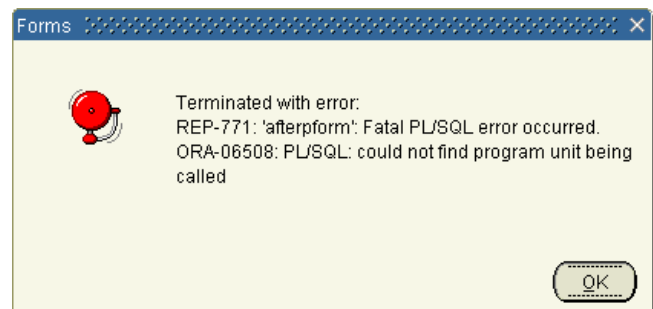 Forms
Terminated with error:
REP-771: 'afterpform': Fatal PL/SQL error occurred.
ORA-06508: PL/SQL: could not find program unit being
called
OK